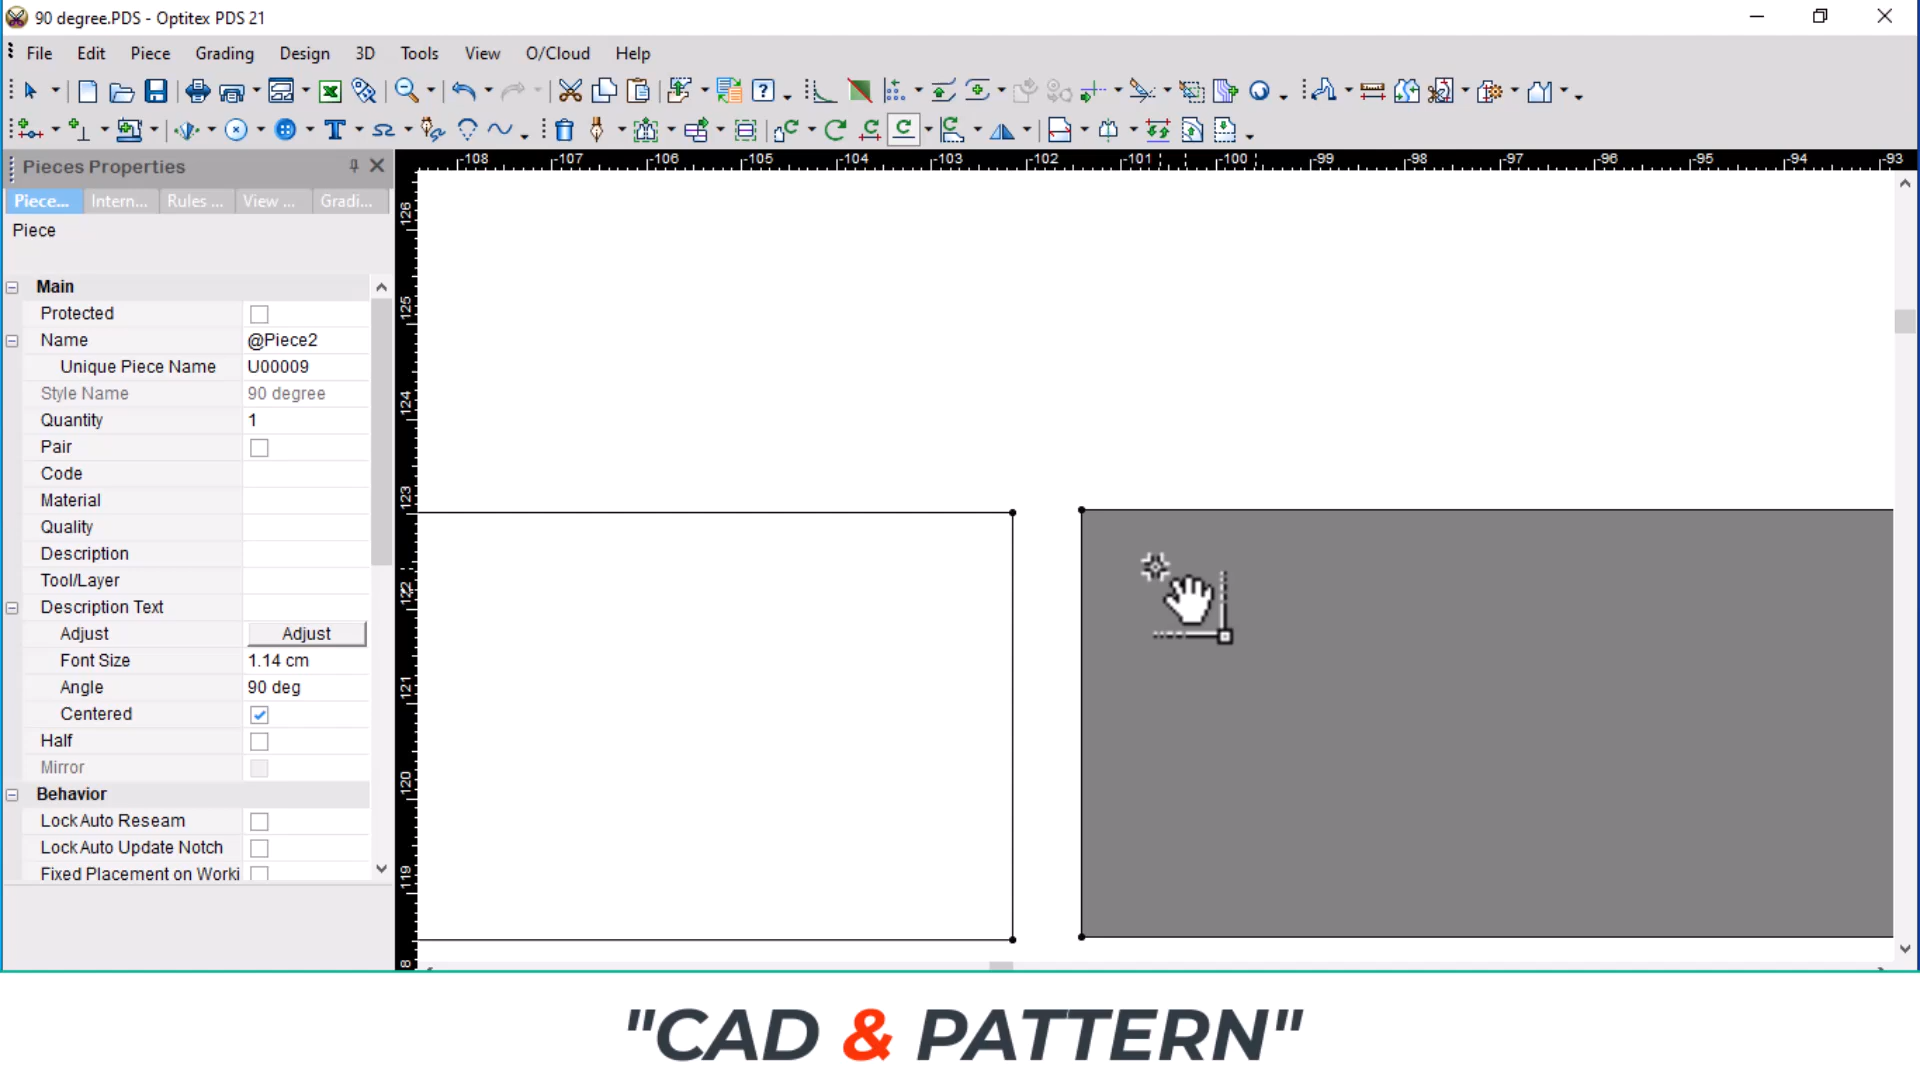 90 degree.PDS - Optitex PDS 21
File Edit Piece Grading Design 3D Tools View O/Cloud Help
Pieces Properties
Piece... Intern... Rules ... View ... Gradi...
Piece
Main
Protected
Name @Piece2
Unique Piece Name U00009
Style Name 90 degree
Quantity 1
Pair
Code
Material
Quality
Description
Tool/Layer
Description Text
Adjust Adjust
Font Size 1.14 cm
Angle 90 deg
Centered
Half
Mirror
Behavior
Lock Auto Reseam
Lock Auto Update Notch
Fixed Placement on Worki
-108 -107 -106 -105 -104 -103 -102 -101 -100 -99 -98 -97 -96 -95 -94 -93
126
125
124
123
122
121
120
119
8
"CAD & PATTERN"